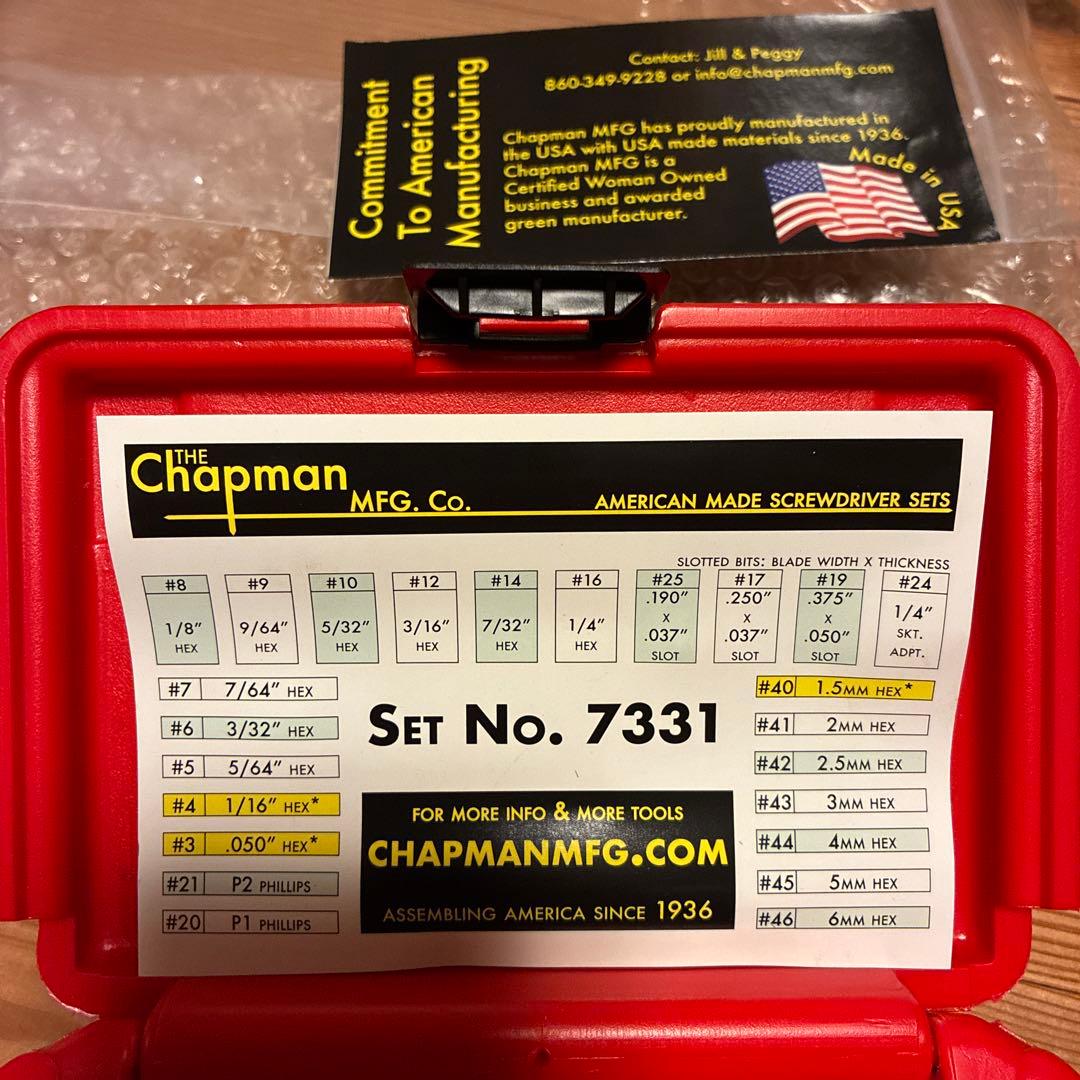 Commitment
To American
Manufacturing
Contact: Jill & Peggy
860-349-9228 or info@chapmanmfg.com
Chapman MFG has proudly manufactured in
the USA with USA made materials since 1936.
Chapman MFG is a
Certified Woman Owned
business and awarded
green manufacturer.
Made in USA
THE
Chapman
MFG. Co.
AMERICAN MADE SCREWDRIVER SETS
SLOTTED BITS: BLADE WIDTH X THICKNESS
#8
1/8"
HEX
#9
9/64"
HEX
#10
5/32"
HEX
#12
3/16"
HEX
#14
7/32"
HEX
#16
1/4"
HEX
#25
.190"
X
.037"
SLOT
#17
.250"
X
.037"
SLOT
#19
.375"
X
.050"
SLOT
#24
1/4"
SKT.
ADPT.
#7 7/64" HEX
#6 3/32" HEX
#5 5/64" HEX
#4 1/16" HEX*
#3 .050" HEX*
#21 P2 PHILLIPS
#20 P1 PHILLIPS
SET No. 7331
FOR MORE INFO & MORE TOOLS
CHAPMANMFG.COM
ASSEMBLING AMERICA SINCE 1936
#40 1.5MM HEX*
#41 2MM HEX
#42 2.5MM HEX
#43 3MM HEX
#44 4MM HEX
#45 5MM HEX
#46 6MM HEX